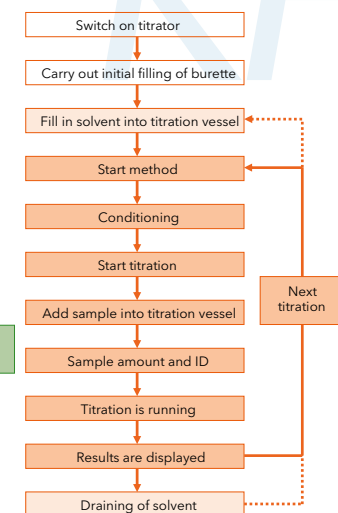 Switch on titrator
Carry out initial filling of burette
Fill in solvent into titration vessel
Start method
Conditioning
Start titration
Next
titration
Add sample into titration vessel
Sample amount and ID
Titration is running
Results are displayed
Draining of solvent